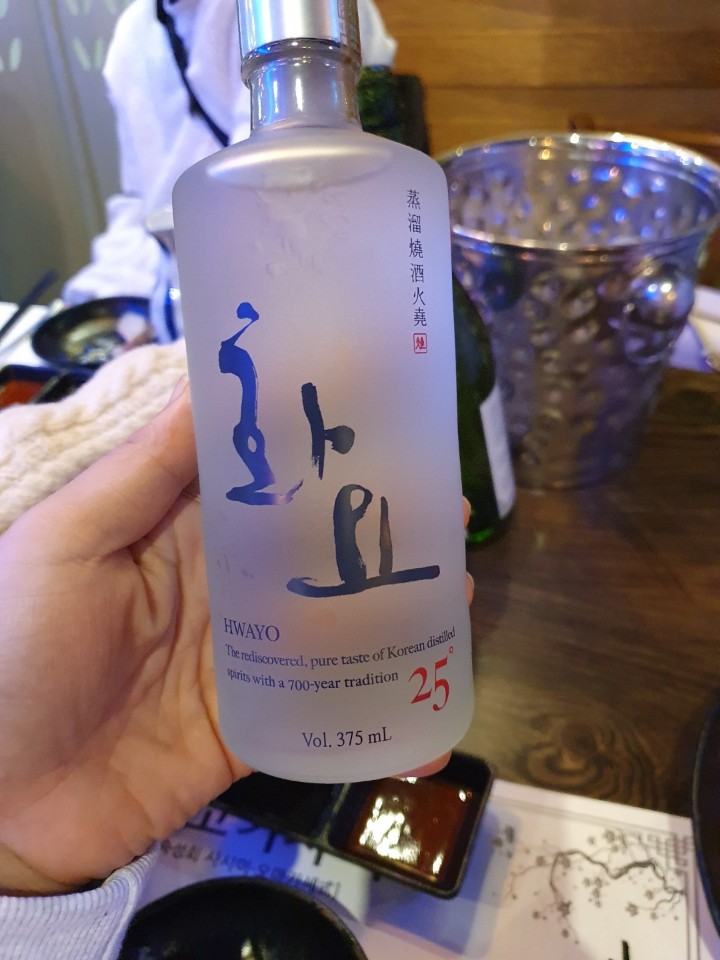 蒸溜燒酒火堯
화
요
HWAYO
The rediscovered, pure taste of Korean distilled
spirits with a 700-year tradition
25°
Vol. 375 mL